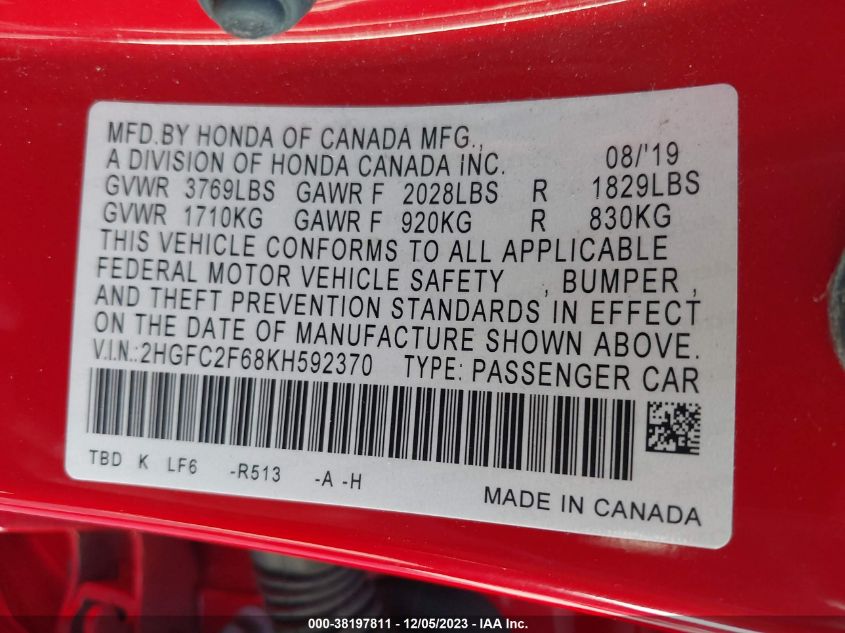 MFD.BY HONDA OF CANADA MFG.,
A DIVISION OF HONDA CANADA INC. 08/'19
GVWR 3769LBS GAWR F 2028LBS R 1829LBS
GVWR 1710KG GAWR F 920KG R 830KG
THIS VEHICLE CONFORMS TO ALL APPLICABLE
FEDERAL MOTOR VEHICLE SAFETY , BUMPER ,
AND THEFT PREVENTION STANDARDS IN EFFECT
ON THE DATE OF MANUFACTURE SHOWN ABOVE.
V.I.N.:2HGFC2F68KH592370 TYPE: PASSENGER CAR
TBD K LF6 -R513 -A -H
MADE IN CANADA
000-38197811 - 12/05/2023 - IAA Inc.